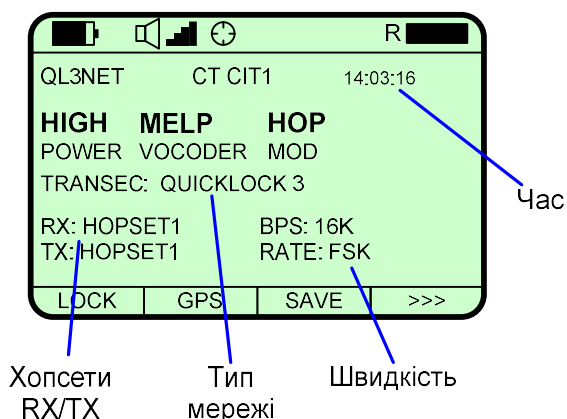 R
QL3NET CT CIT1 14:03:16
HIGH MELP HOP
POWER VOCODER MOD
TRANSEC: QUICKLOCK 3
RX: HOPSET1 BPS: 16K
TX: HOPSET1 RATE: FSK
LOCK GPS SAVE >>>
Час
Хопсети
RX/TX
Тип
мережі
Швидкість